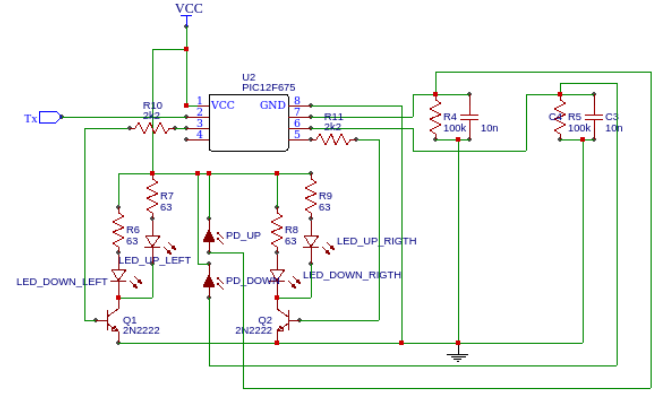 VCC
U2
PIC12F675
1 VCC GND 8
2 7
3 6
4 5
Tx
R10
2k2
R11
2k2
R4
100k
10n
C4
R5
100k
C3
10n
R7
63
R9
63
R6
63
R8
63
PD_UP
LED_UP_RIGTH
LED_UP_LEFT
LED_DOWN_LEFT
PD_DOWN
LED_DOWN_RIGTH
Q1
2N2222
Q2
2N2222